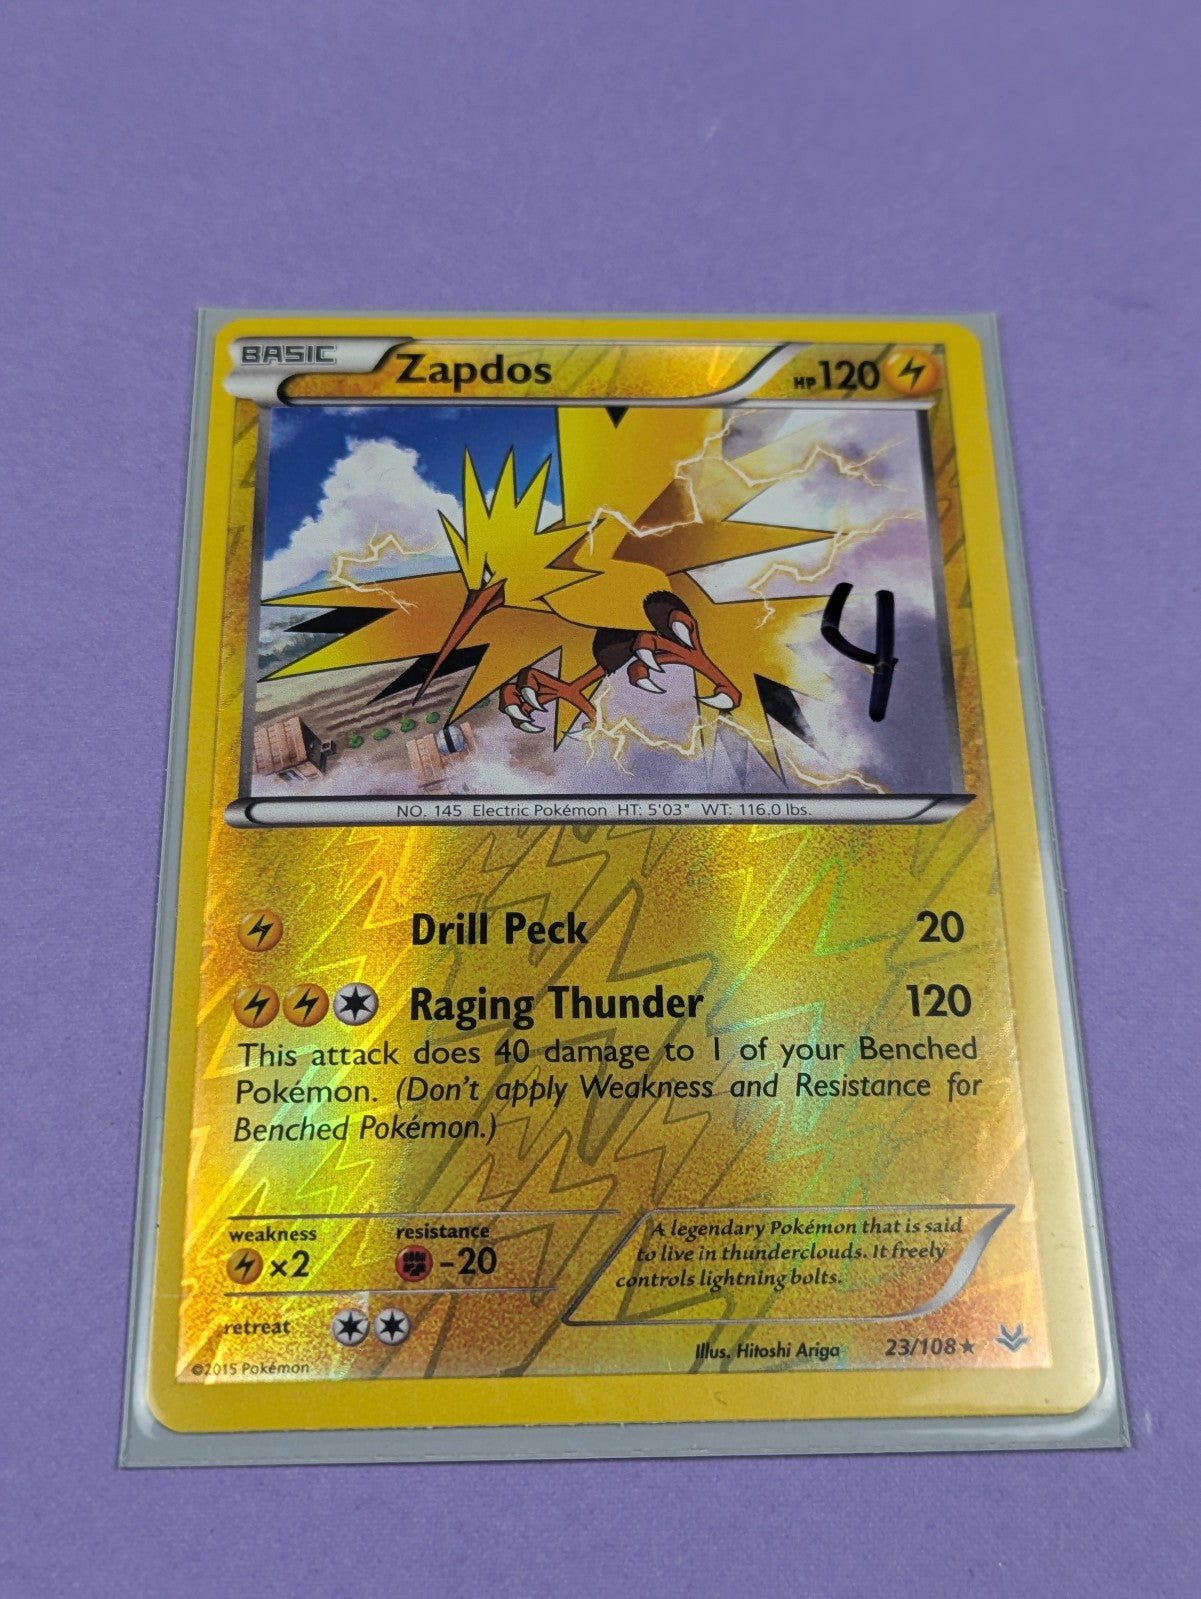 BASIC Zapdos HP120
4
NO. 145 Electric Pokémon HT: 5'03" WT: 116.0 lbs.
Drill Peck 20
Raging Thunder 120
This attack does 40 damage to 1 of your Benched
Pokémon. (Don't apply Weakness and Resistance for
Benched Pokémon.)
weakness resistance
×2 -20
A legendary Pokémon that is said
to live in thunderclouds. It freely
controls lightning bolts.
retreat
Illus. Hitoshi Ariga 23/108★
©2015 Pokémon